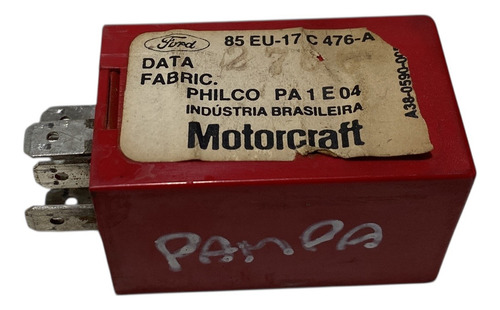 Ford
85 EU-17 C 476-A
DATA
FABRIC.
PHILCO PA 1 E 04
INDÚSTRIA BRASILEIRA
Motorcraft
PAMPA